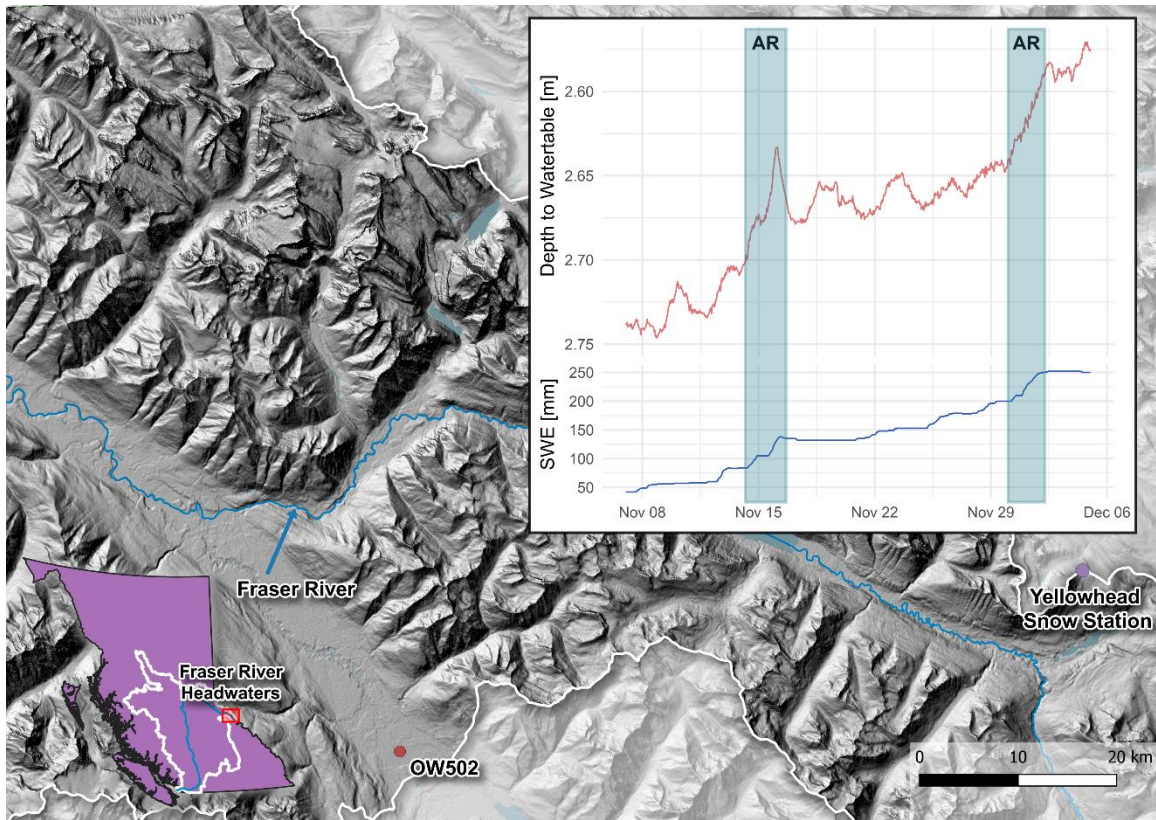 AR
AR
Depth to Watertable [m]
2.60
2.65
2.70
2.75
SWE [mm]
250
200
150
100
50
Nov 08
Nov 15
Nov 22
Nov 29
Dec 06
Fraser River
Yellowhead
Snow Station
Fraser River
Headwaters
OW502
0
10
20 km